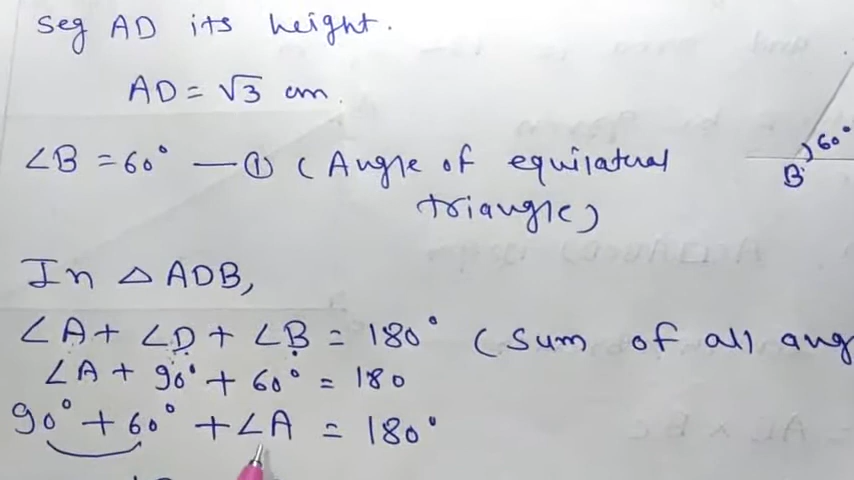 Seg AD its height.
AD = √3 cm.
∠B = 60° — ① (Angle of equilatural
triangle)
60°
B
In △ ADB,
∠A + ∠D + ∠B = 180° (Sum of all ang
∠A + 90° + 60° = 180
90° + 60° + ∠A = 180°